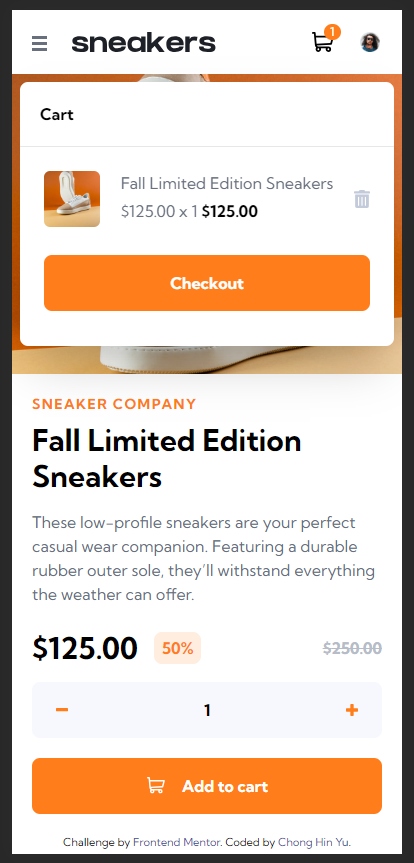 sneakers
1
Cart
Fall Limited Edition Sneakers
$125.00 x 1 $125.00
Checkout
SNEAKER COMPANY
Fall Limited Edition
Sneakers
These low-profile sneakers are your perfect
casual wear companion. Featuring a durable
rubber outer sole, they’ll withstand everything
the weather can offer.
$125.00 50% $250.00
− 1 +
Add to cart
Challenge by Frontend Mentor. Coded by Chong Hin Yu.